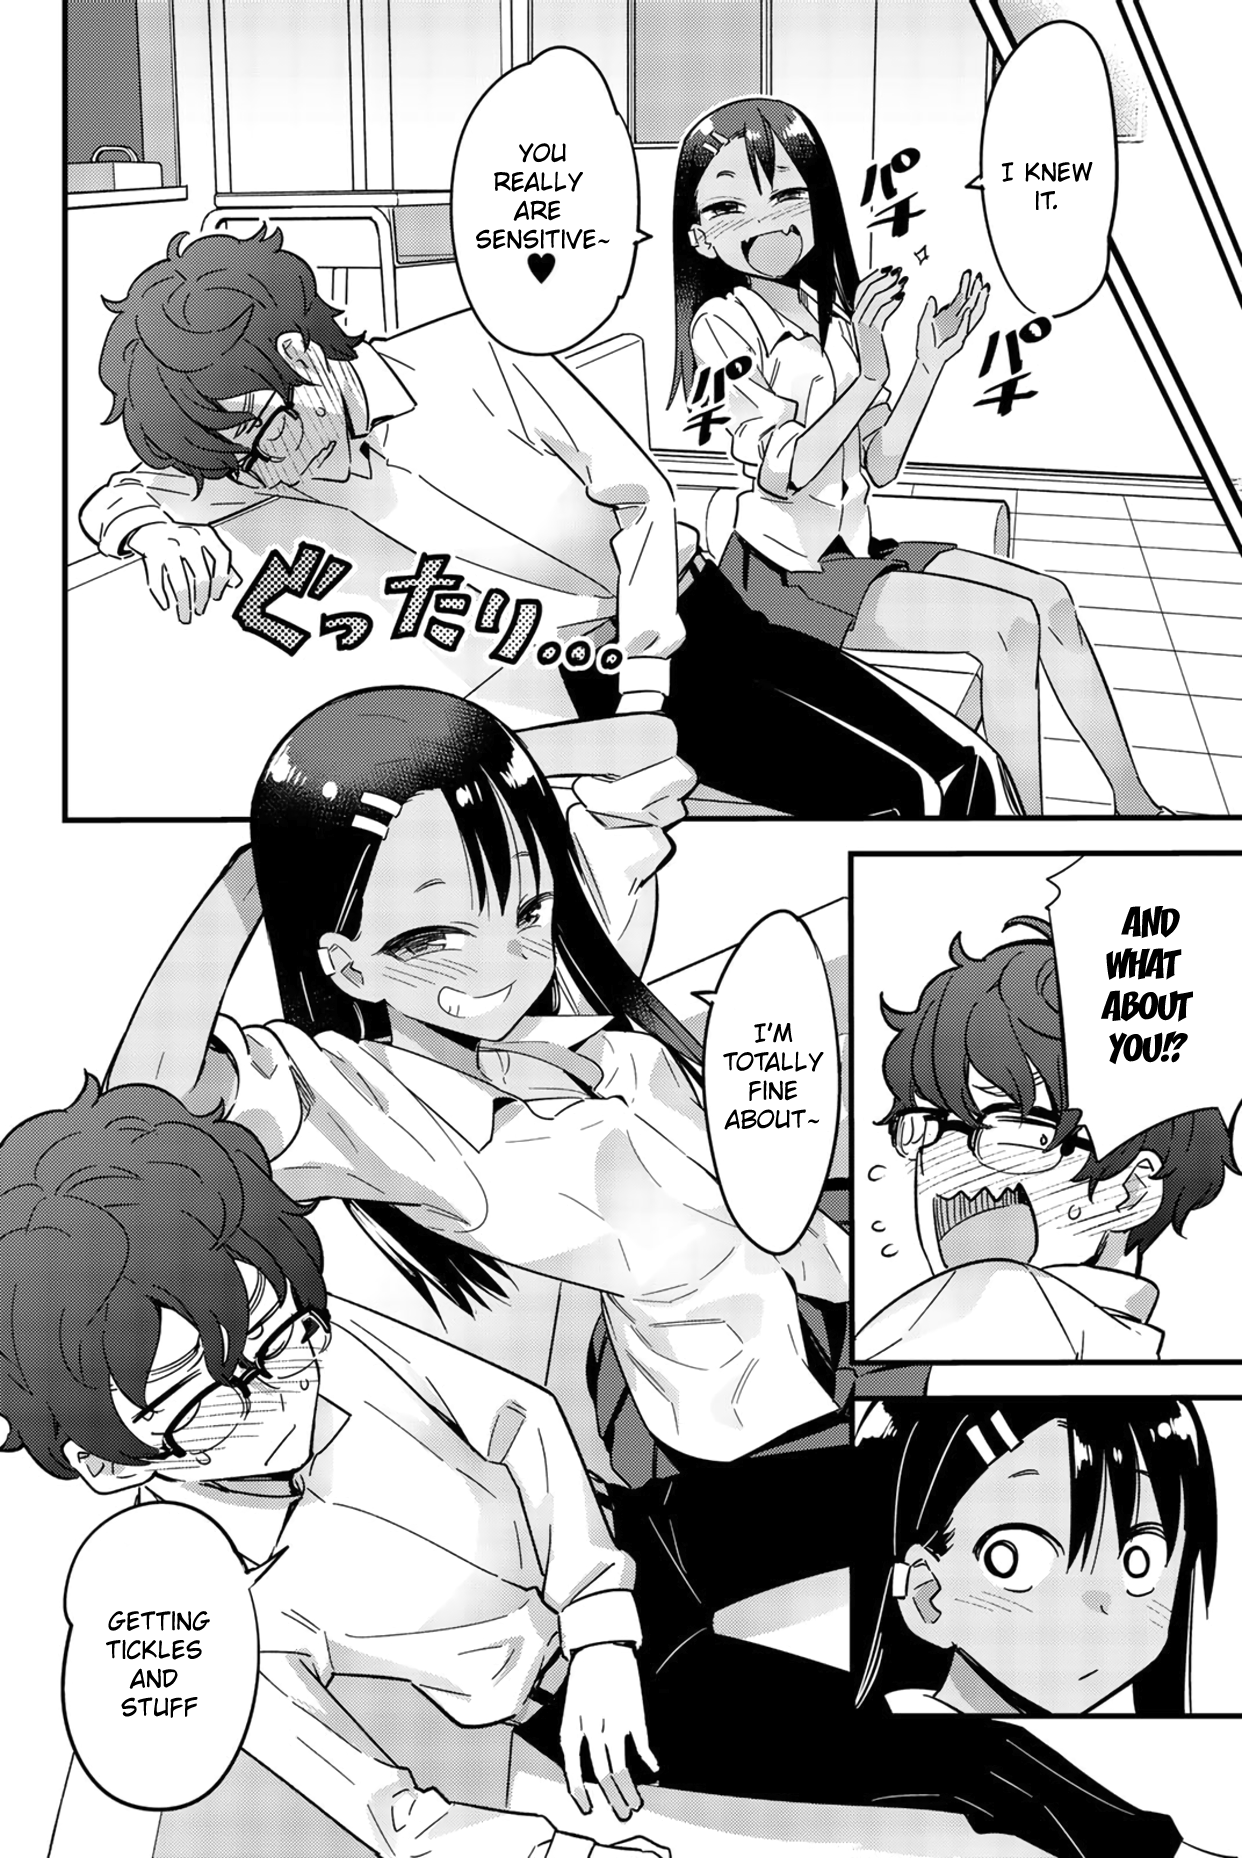 I KNEW
IT.
パチ
パチ
パチ
YOU
REALLY
ARE
SENSITIVE~
♥
ぐったり...
AND
WHAT
ABOUT
YOU!?
I'M
TOTALLY
FINE
ABOUT~
GETTING
TICKLES
AND
STUFF